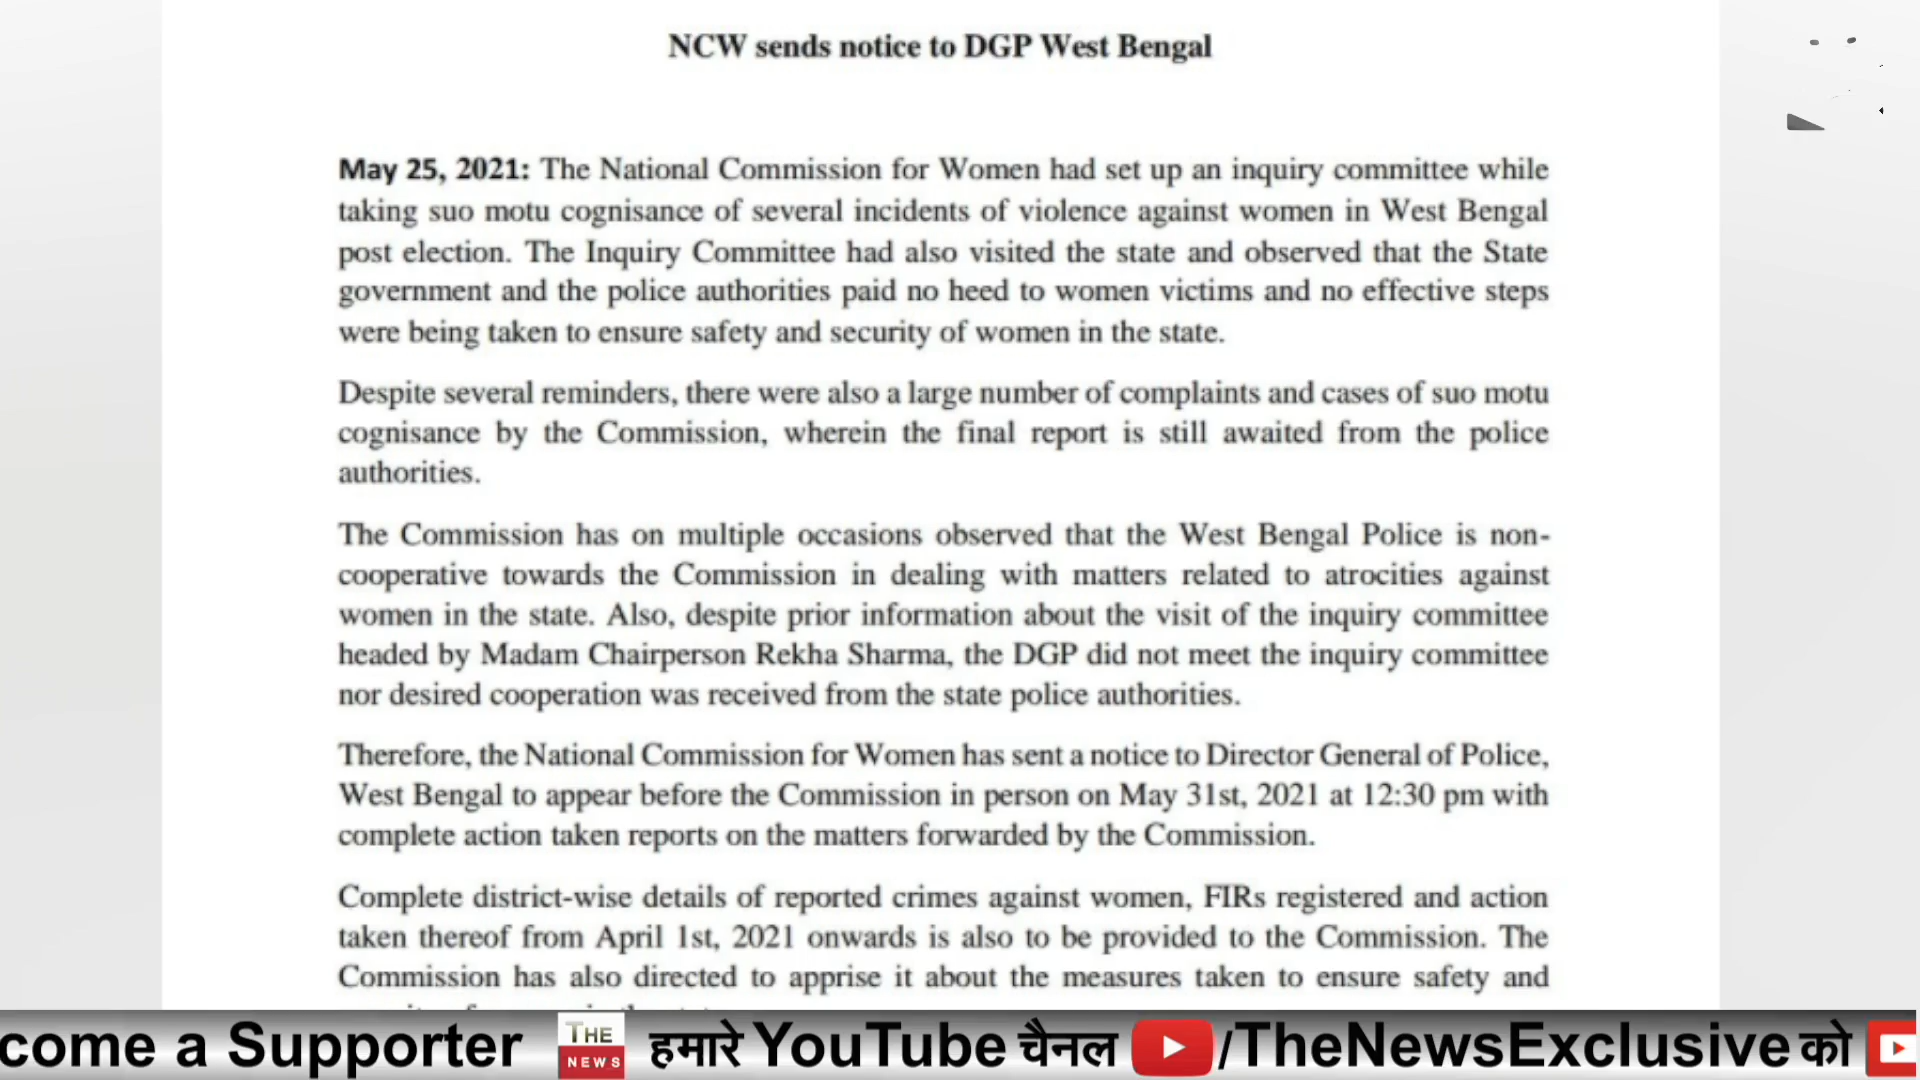 NCW sends notice to DGP West Bengal
May 25, 2021: The National Commission for Women had set up an inquiry committee while
taking suo motu cognisance of several incidents of violence against women in West Bengal
post election. The Inquiry Committee had also visited the state and observed that the State
government and the police authorities paid no heed to women victims and no effective steps
were being taken to ensure safety and security of women in the state.
Despite several reminders, there were also a large number of complaints and cases of suo motu
cognisance by the Commission, wherein the final report is still awaited from the police
authorities.
The Commission has on multiple occasions observed that the West Bengal Police is non-
cooperative towards the Commission in dealing with matters related to atrocities against
women in the state. Also, despite prior information about the visit of the inquiry committee
headed by Madam Chairperson Rekha Sharma, the DGP did not meet the inquiry committee
nor desired cooperation was received from the state police authorities.
Therefore, the National Commission for Women has sent a notice to Director General of Police,
West Bengal to appear before the Commission in person on May 31st, 2021 at 12:30 pm with
complete action taken reports on the matters forwarded by the Commission.
Complete district-wise details of reported crimes against women, FIRs registered and action
taken thereof from April 1st, 2021 onwards is also to be provided to the Commission. The
Commission has also directed to apprise it about the measures taken to ensure safety and
come a Supporter THE NEWS हमारे YouTube चैनल /TheNewsExclusive को